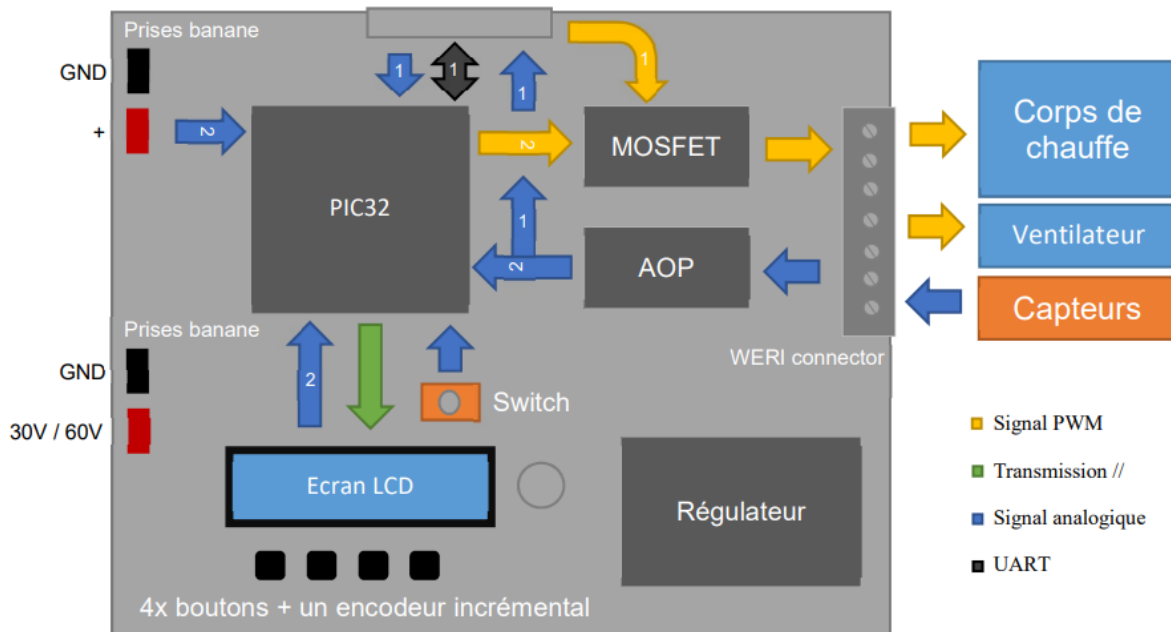 Prises banane
GND
+
2
1
1
1
1
PIC32
2
MOSFET
1
2
AOP
Corps de
chauffe
Ventilateur
Capteurs
WERI connector
Prises banane
GND
30V / 60V
2
Switch
Ecran LCD
Régulateur
4x boutons + un encodeur incrémental
Signal PWM
Transmission //
Signal analogique
UART